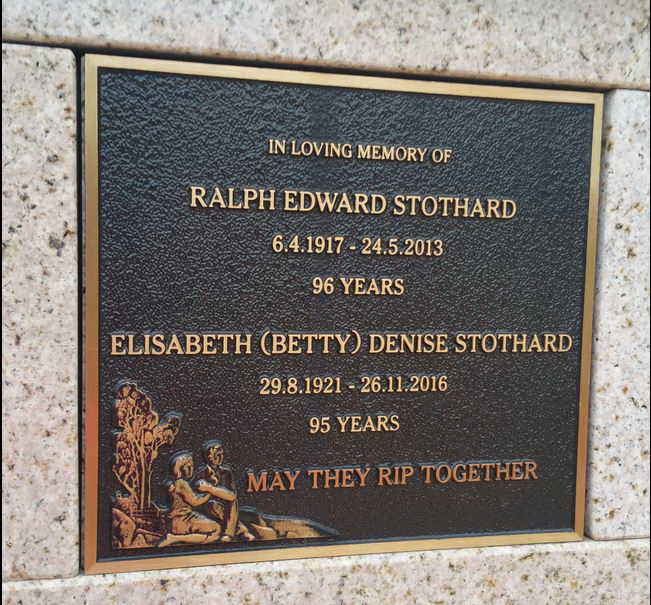 IN LOVING MEMORY OF
RALPH EDWARD STOTHARD
6.4.1917 - 24.5.2013
96 YEARS
ELISABETH (BETTY) DENISE STOTHARD
29.8.1921 - 26.11.2016
95 YEARS
MAY THEY RIP TOGETHER